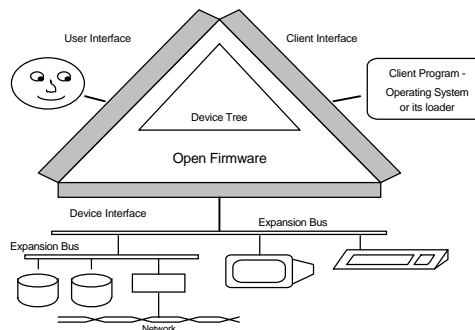 User Interface
Client Interface
Client Program -
Operating System
or its loader
Device Tree
Open Firmware
Device Interface
Expansion Bus
Expansion Bus
Network